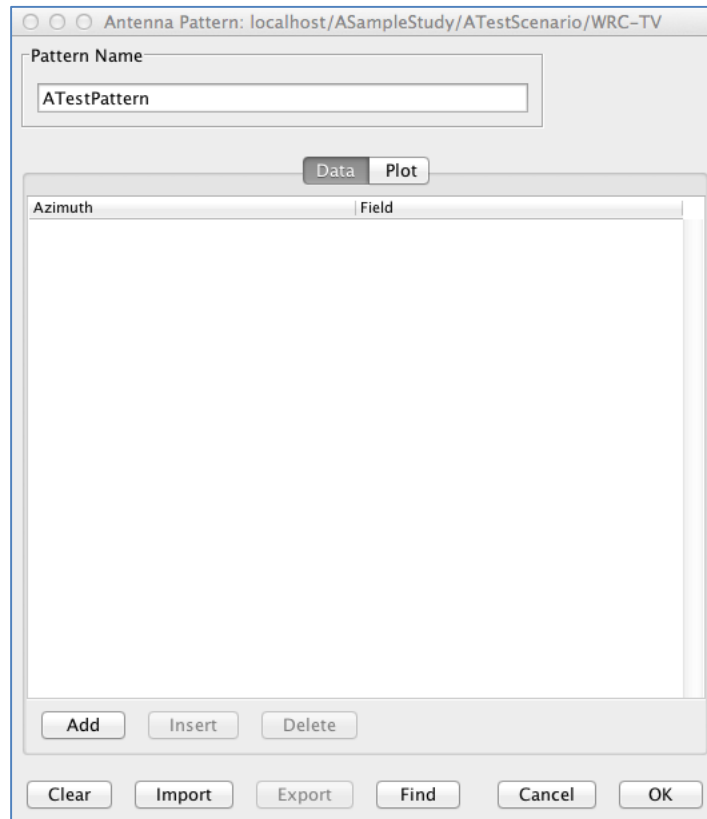 Antenna Pattern: localhost/ASampleStudy/ATestScenario/WRC-TV
Pattern Name
ATestPattern
Data Plot
Azimuth Field
Add Insert Delete
Clear Import Export Find Cancel OK